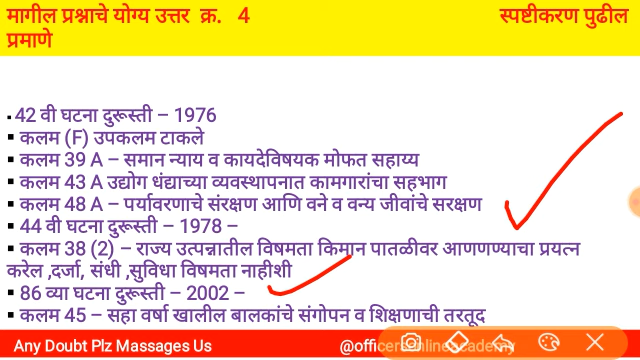 मागील प्रश्नाचे योग्य उत्तर क्र. 4 स्पष्टीकरण पुढील
प्रमाणे
▪ 42 वी घटना दुरूस्ती – 1976
▪ कलम (F) उपकलम टाकले
▪ कलम 39 A – समान न्याय व कायदेविषयक मोफत सहाय्य
▪ कलम 43 A उद्योग धंद्याच्या व्यवस्थापनात कामगारांचा सहभाग
▪ कलम 48 A – पर्यावरणाचे संरक्षण आणि वने व वन्य जीवांचे सरक्षण
▪ 44 वी घटना दुरूस्ती – 1978 –
▪ कलम 38 (2) – राज्य उत्पन्नातील विषमता किमान पातळीवर आणणण्याचा प्रयत्न
करेल ,दर्जा, संधी ,सुविधा विषमता नाहीशी
▪ 86 व्या घटना दुरूस्ती – 2002 –
▪ कलम 45 – सहा वर्षा खालील बालकांचे संगोपन व शिक्षणाची तरतूद
Any Doubt Plz Massages Us @officersonlineacademy